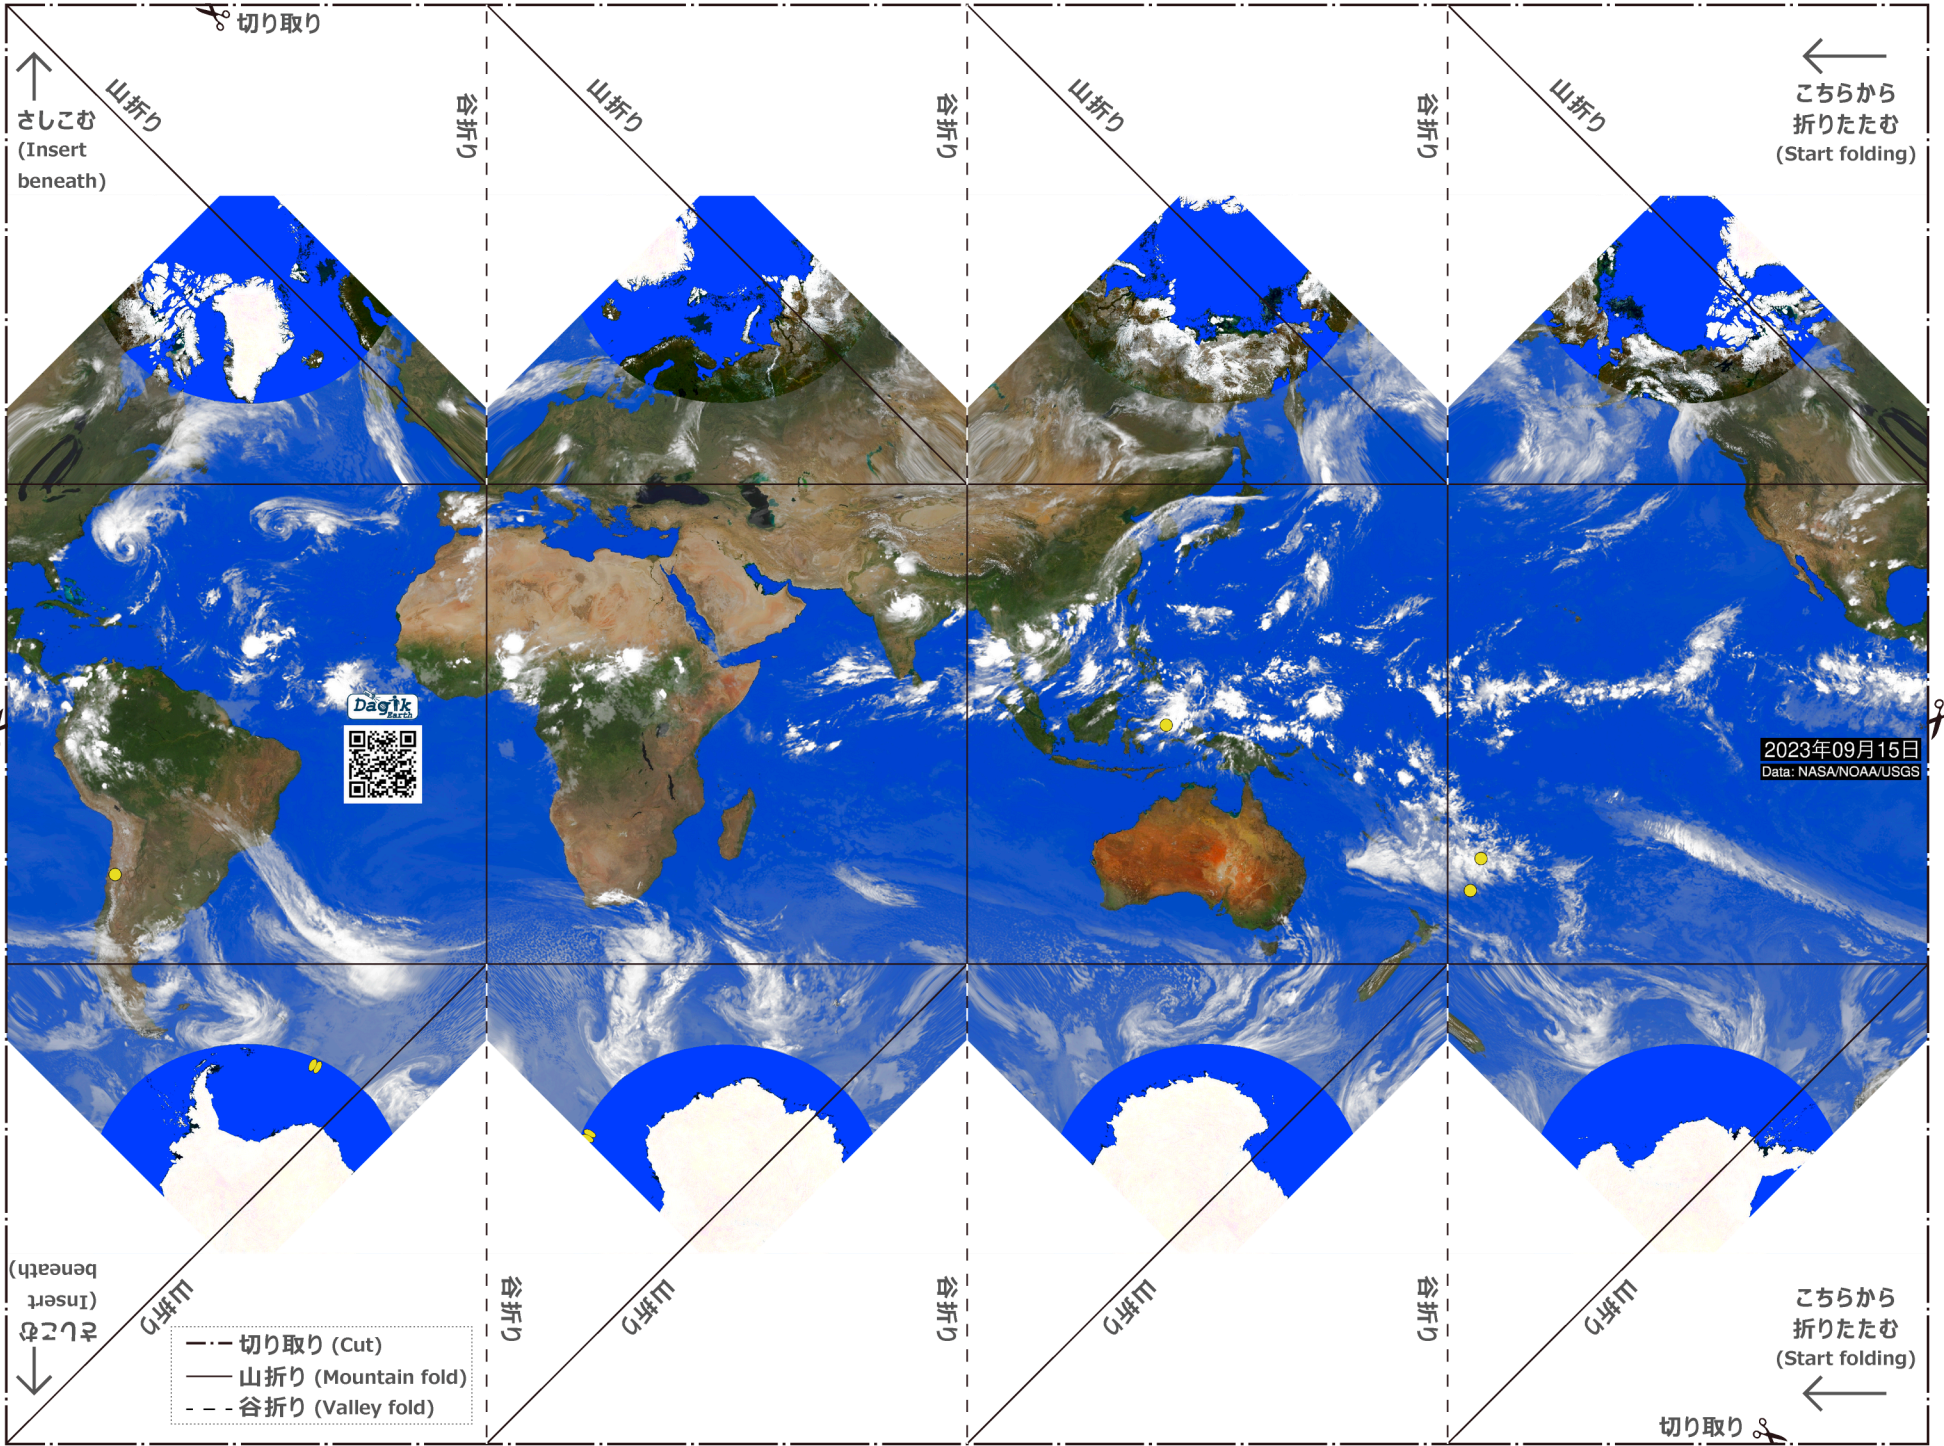 切り取り
山折り
谷折り
山折り
谷折り
山折り
谷折り
山折り
さしこむ
(Insert
beneath)
こちらから
折りたたむ
(Start folding)
Dagik
Earth
2023年09月15日
Data: NASA/NOAA/USGS
さしこむ
(Insert
beneath)
山折り
谷折り
山折り
谷折り
山折り
谷折り
山折り
切り取り (Cut)
山折り (Mountain fold)
谷折り (Valley fold)
こちらから
折りたたむ
(Start folding)
切り取り